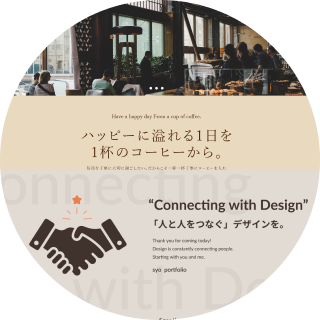 Have a happy day From a cup of coffee.
ハッピーに溢れる1日を
1杯のコーヒーから。
onnecting
“Connecting with Design”
「人と人をつなぐ」デザインを。
Thank you for coming today!
Design is constantly connecting people.
Starting with you and me.
syo portfolio
with De